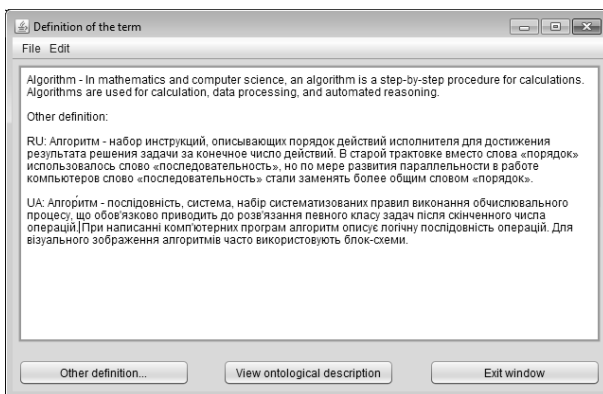 Definition of the term
File Edit
Algorithm - In mathematics and computer science, an algorithm is a step-by-step procedure for calculations.
Algorithms are used for calculation, data processing, and automated reasoning.
Other definition:
RU: Алгоритм - набор инструкций, описывающих порядок действий исполнителя для достижения
результата решения задачи за конечное число действий. В старой трактовке вместо слова «порядок»
использовалось слово «последовательность», но по мере развития параллельности в работе
компьютеров слово «последовательность» стали заменять более общим словом «порядок».
UA: Алгори́тм - послідовність, система, набір систематизованих правил виконання обчислювального
процесу, що обов'язково приводить до розв'язання певного класу задач після скінченного числа
операцій. При написанні комп'ютерних програм алгоритм описує логічну послідовність операцій. Для
візуального зображення алгоритмів часто використовують блок-схеми.
Other definition... View ontological description Exit window